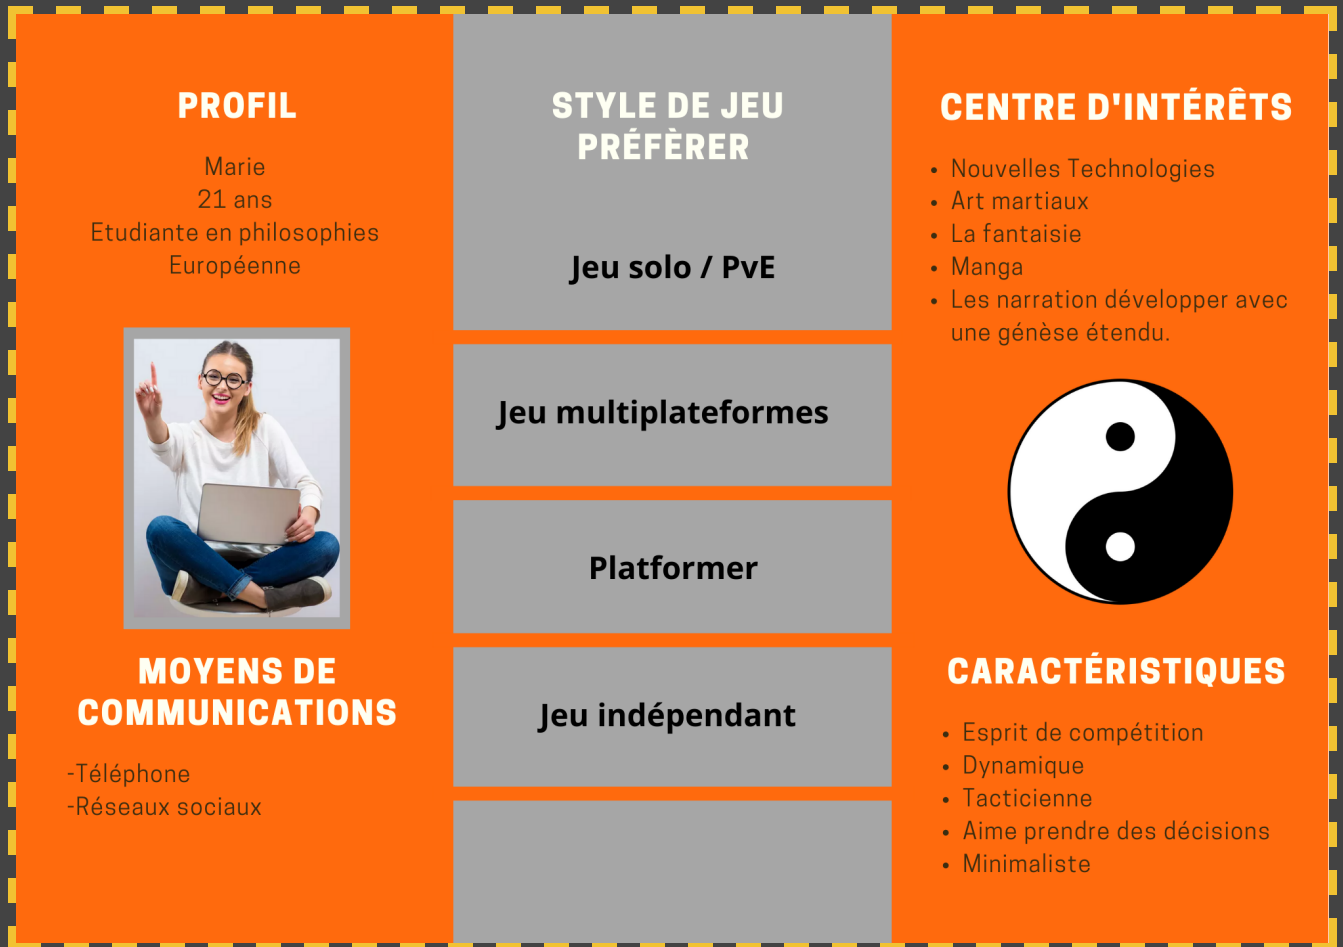 PROFIL
Marie
21 ans
Etudiante en philosophies
Européenne
MOYENS DE
COMMUNICATIONS
-Téléphone
-Réseaux sociaux
STYLE DE JEU
PRÉFÈRER
Jeu solo / PvE
Jeu multiplateformes
Platformer
Jeu indépendant
CENTRE D'INTÉRÊTS
• Nouvelles Technologies
• Art martiaux
• La fantaisie
• Manga
• Les narration développer avec
une génèse étendu.
CARACTÉRISTIQUES
• Esprit de compétition
• Dynamique
• Tacticienne
• Aime prendre des décisions
• Minimaliste